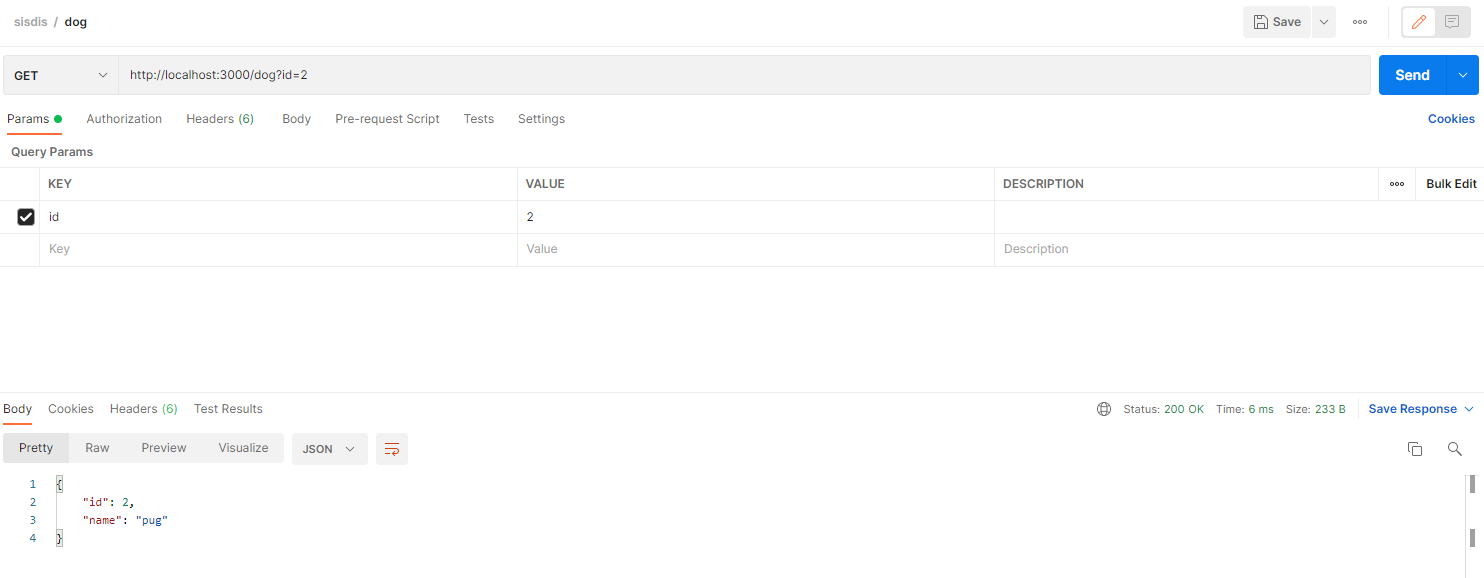 sisdis / dog
Save
GET
http://localhost:3000/dog?id=2
Send
Params
Authorization
Headers (6)
Body
Pre-request Script
Tests
Settings
Cookies
Query Params
KEY VALUE DESCRIPTION Bulk Edit
id 2
Key Value Description
Body Cookies Headers (6) Test Results
Status: 200 OK Time: 6 ms Size: 233 B Save Response
Pretty Raw Preview Visualize JSON
1 {
2 "id": 2,
3 "name": "pug"
4 }